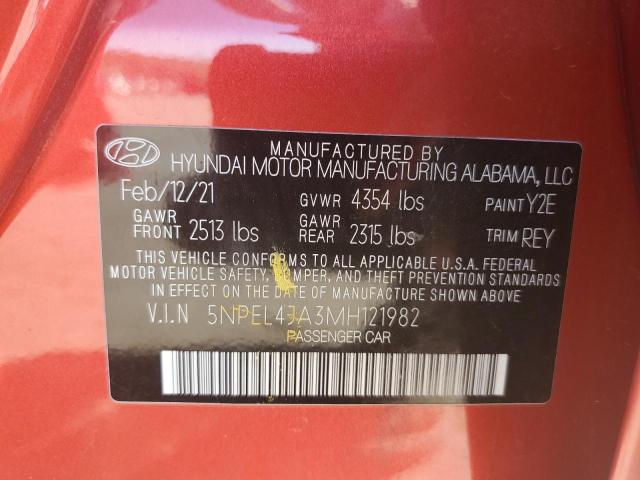 MANUFACTURED BY
HYUNDAI MOTOR MANUFACTURING ALABAMA, LLC
Feb/12/21 GVWR 4354 lbs PAINT Y2E
GAWR FRONT 2513 lbs GAWR REAR 2315 lbs TRIM REY
THIS VEHICLE CONFORMS TO ALL APPLICABLE U.S.A. FEDERAL
MOTOR VEHICLE SAFETY, BUMPER, AND THEFT PREVENTION STANDARDS
IN EFFECT ON THE DATE OF MANUFACTURE SHOWN ABOVE.
V.I.N 5NPEL4JA3MH121982
PASSENGER CAR